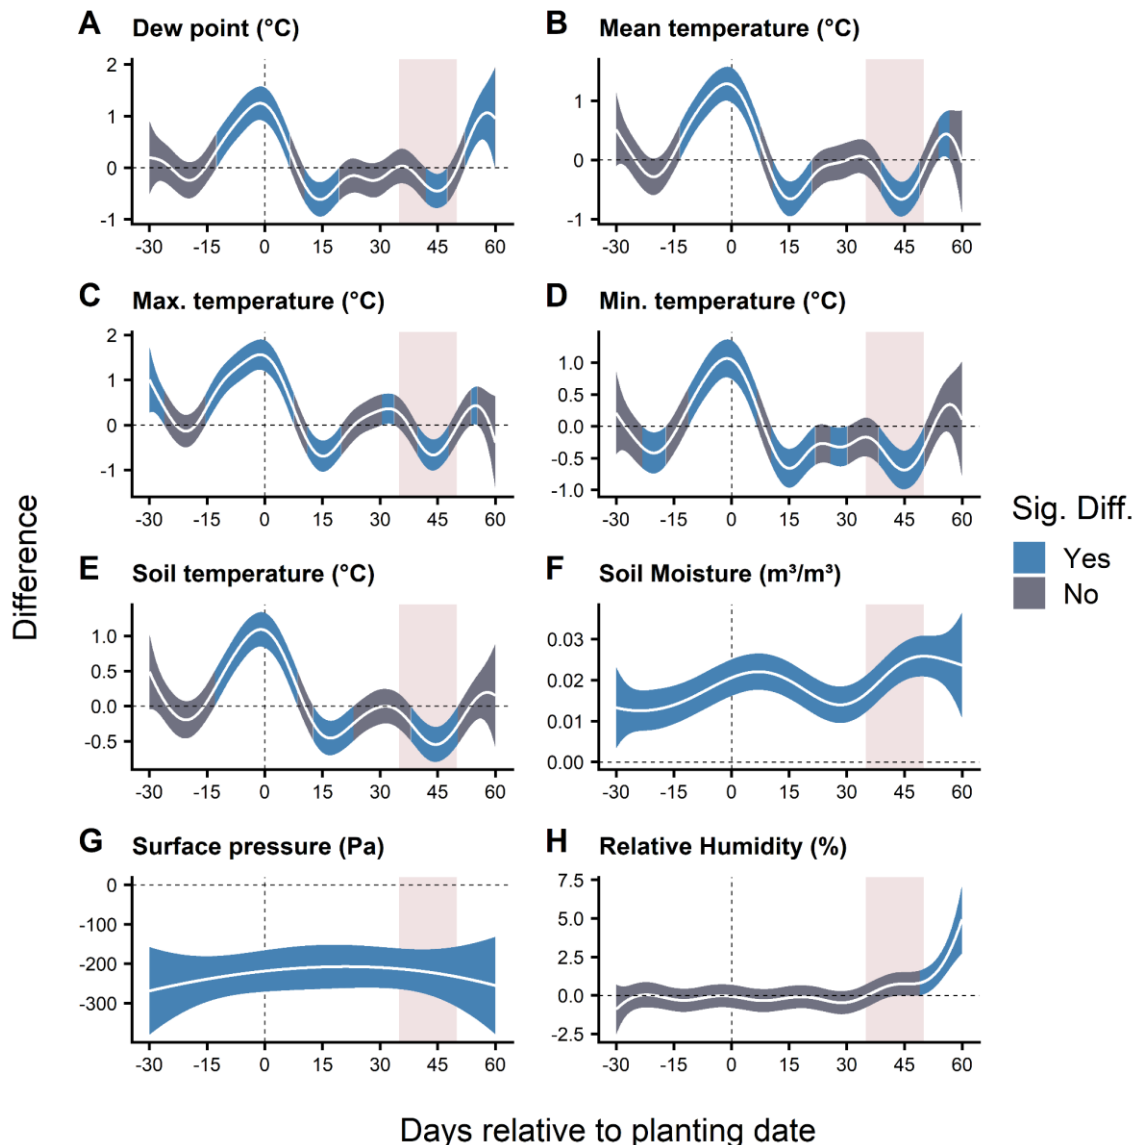 A Dew point (°C)
2
1
0
-1
-30 -15 0 15 30 45 60
B Mean temperature (°C)
1
0
-1
-30 -15 0 15 30 45 60
C Max. temperature (°C)
2
1
0
-1
-30 -15 0 15 30 45 60
D Min. temperature (°C)
1.0
0.5
0.0
-0.5
-1.0
-30 -15 0 15 30 45 60
E Soil temperature (°C)
1.0
0.5
0.0
-0.5
-30 -15 0 15 30 45 60
F Soil Moisture (m³/m³)
0.03
0.02
0.01
0.00
-30 -15 0 15 30 45 60
G Surface pressure (Pa)
0
-100
-200
-300
-30 -15 0 15 30 45 60
H Relative Humidity (%)
7.5
5.0
2.5
0.0
-2.5
-30 -15 0 15 30 45 60
Difference
Days relative to planting date
Sig. Diff.
Yes
No